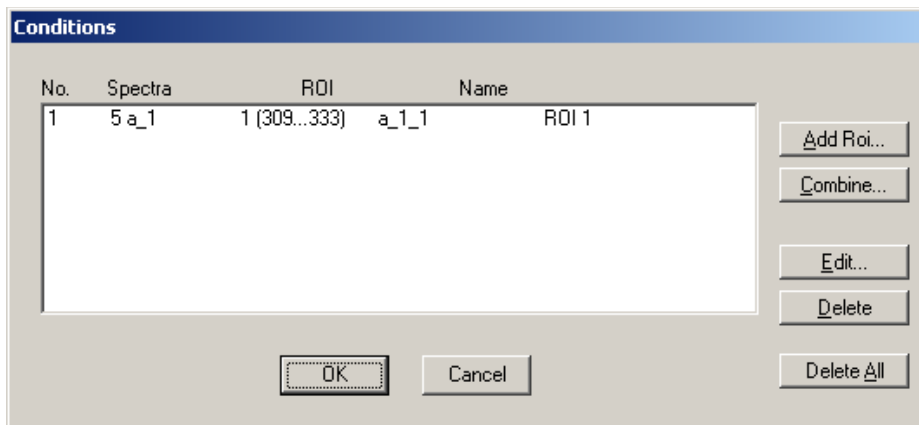 Conditions
No. Spectra ROI Name
1 5 a_1 1 (309...333) a_1_1 ROI 1
Add Roi...
Combine...
Edit...
Delete
OK Cancel Delete All